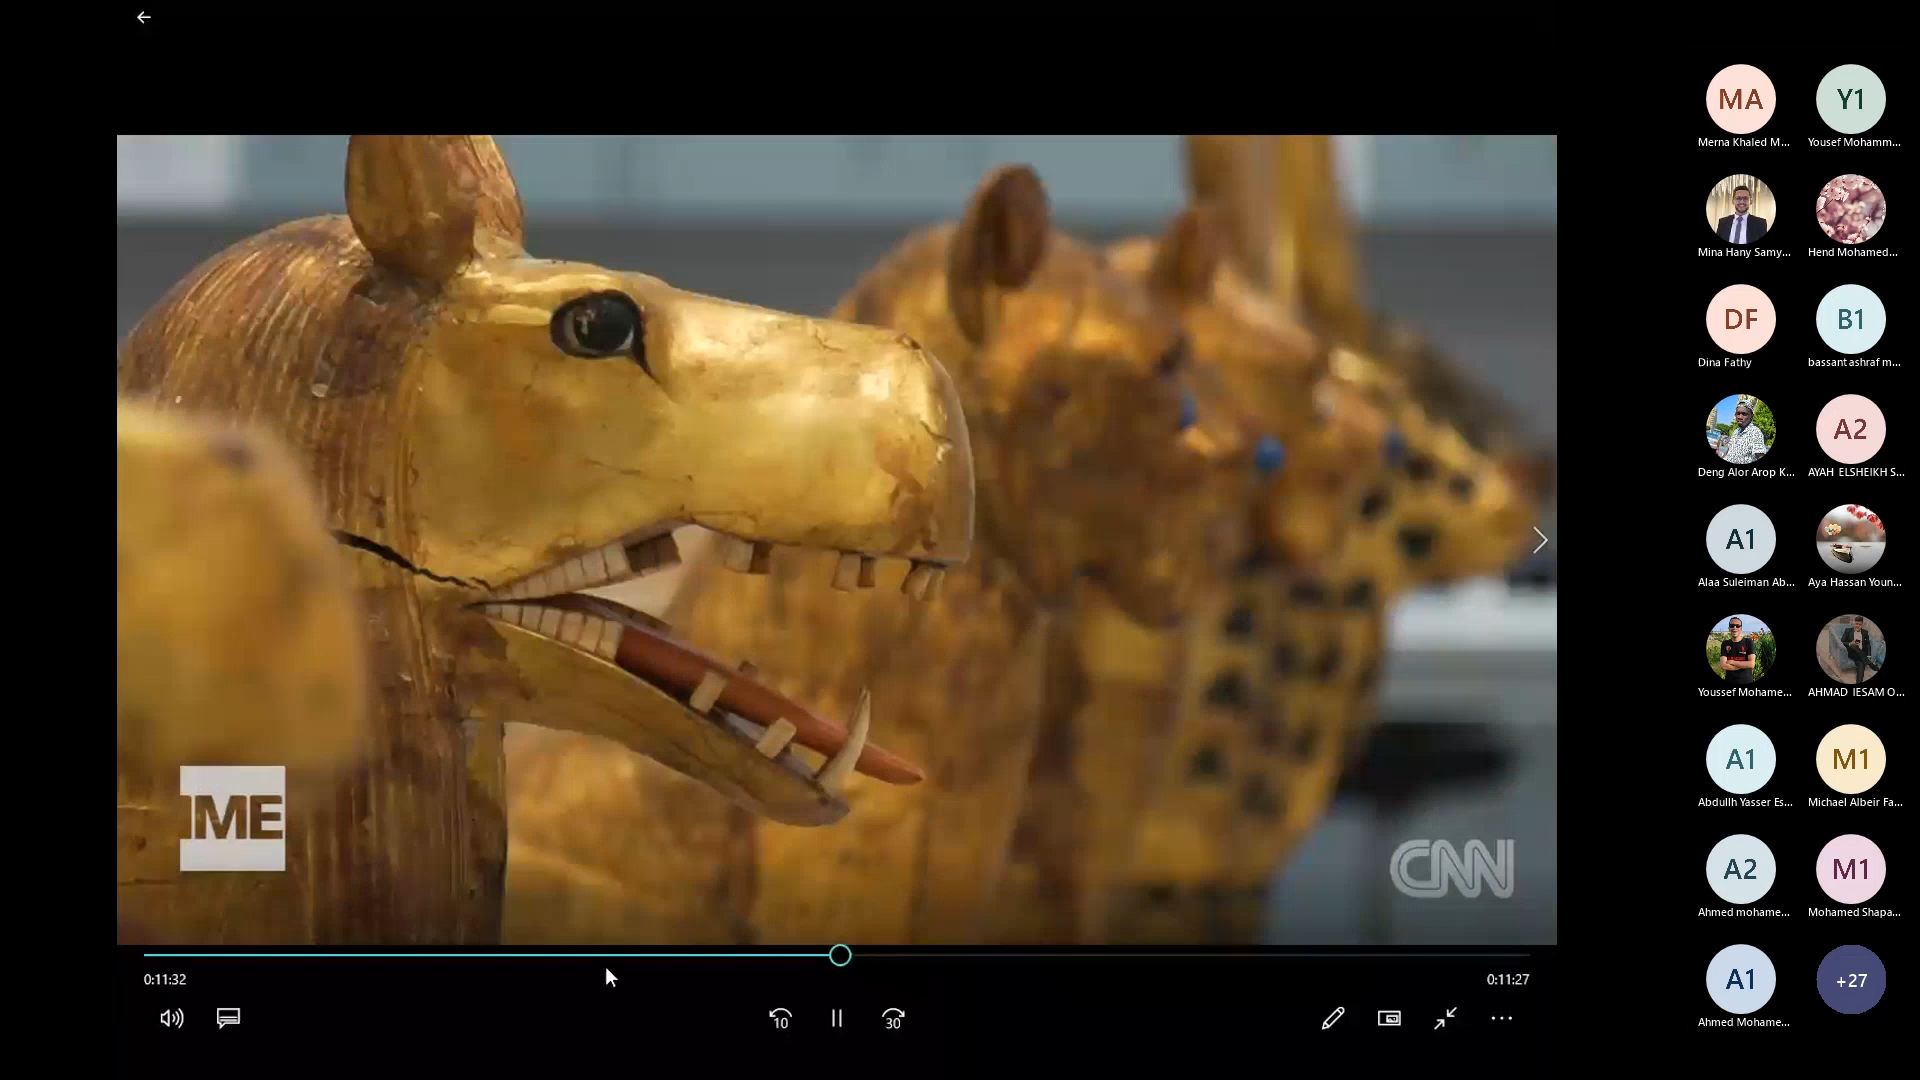 MA
Y1
Merna Khaled M...
Yousef Mohamm...
Mina Hany Samy...
Hend Mohamed...
DF
B1
Dina Fathy
bassant ashraf m...
A2
Deng Alor Arop K...
AYAH ELSHEIKH S...
A1
Alaa Suleiman Ab...
Aya Hassan Youn...
Youssef Mohame...
AHMAD IESAM O...
A1
M1
Abdullh Yasser Es...
Michael Albeir Fa...
A2
M1
Ahmed mohame...
Mohamed Shapa...
A1
+27
Ahmed Mohame...
ME
CNN
0:11:32
0:11:27
10
30